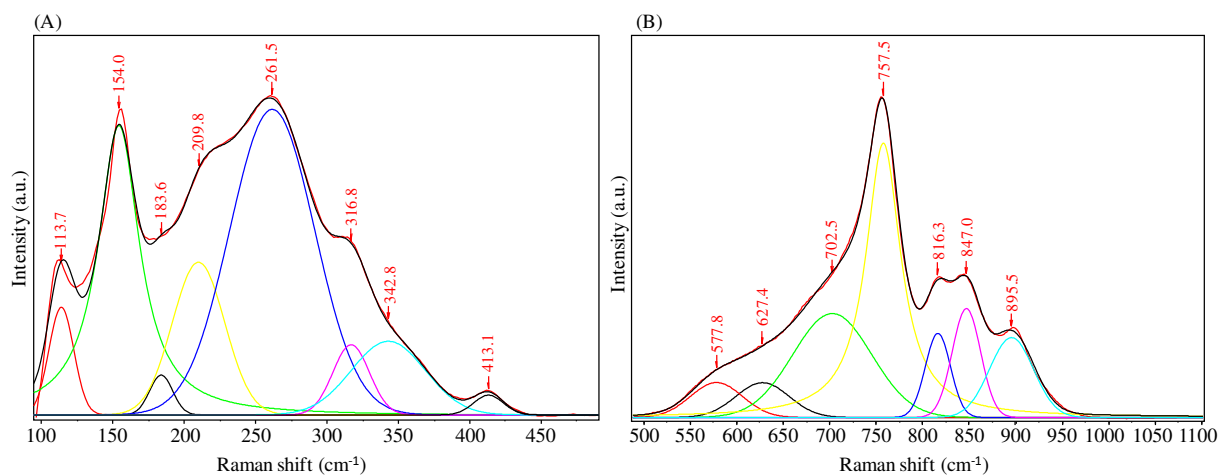 (A)
113.7
154.0
183.6
209.8
261.5
316.8
342.8
413.1
Intensity (a.u.)
100 150 200 250 300 350 400 450
Raman shift (cm⁻¹)
(B)
577.8
627.4
702.5
757.5
816.3
847.0
895.5
Intensity (a.u.)
500 550 600 650 700 750 800 850 900 950 1000 1050 1100
Raman shift (cm⁻¹)